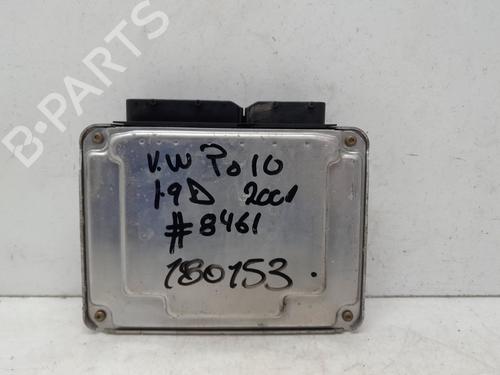 B-PARTS
V.W Polo
1.9D 2001
#8461
180153.